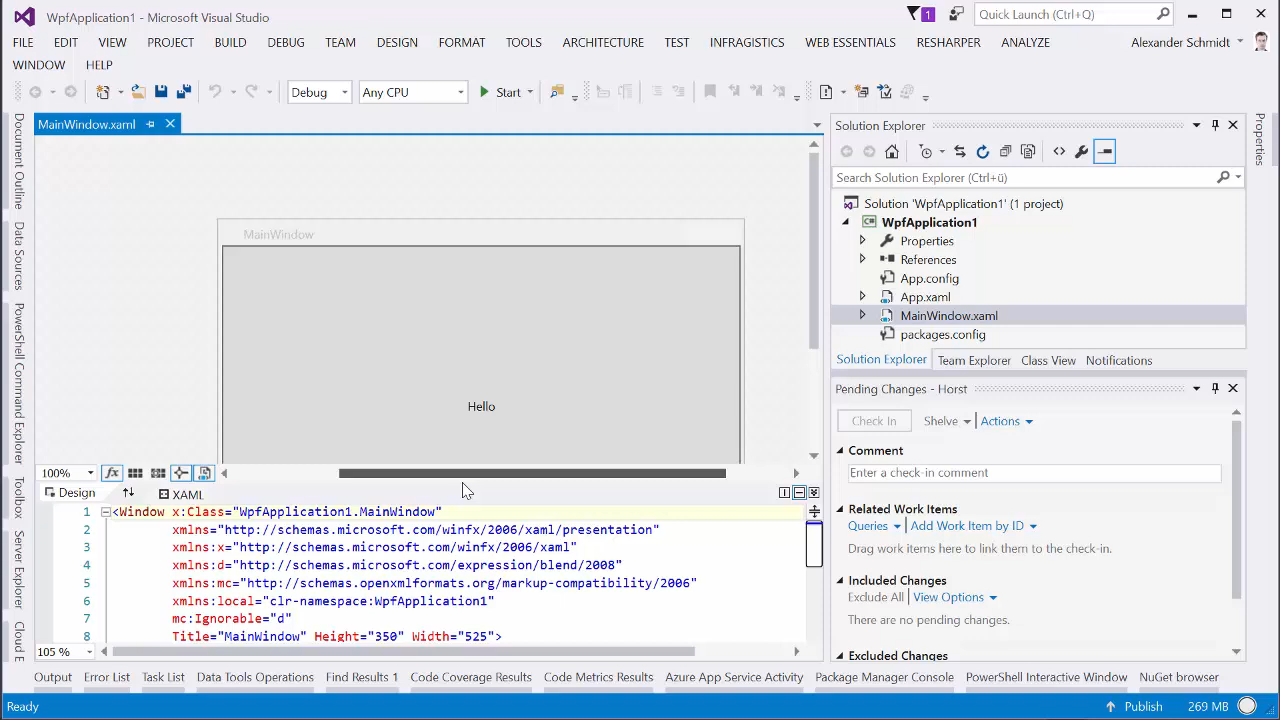 WpfApplication1 - Microsoft Visual Studio
1
Quick Launch (Ctrl+Q)
FILE EDIT VIEW PROJECT BUILD DEBUG TEAM DESIGN FORMAT TOOLS ARCHITECTURE TEST INFRAGISTICS WEB ESSENTIALS RESHARPER ANALYZE Alexander Schmidt
WINDOW HELP
Debug Any CPU Start
MainWindow.xaml
Document Outline
Data Sources
PowerShell Command Explorer
Toolbox
Server Explorer
Cloud E
MainWindow
Hello
100% fx
Design XAML
1 <Window x:Class="WpfApplication1.MainWindow"
2 xmlns="http://schemas.microsoft.com/winfx/2006/xaml/presentation"
3 xmlns:x="http://schemas.microsoft.com/winfx/2006/xaml"
4 xmlns:d="http://schemas.microsoft.com/expression/blend/2008"
5 xmlns:mc="http://schemas.openxmlformats.org/markup-compatibility/2006"
6 xmlns:local="clr-namespace:WpfApplication1"
7 mc:Ignorable="d"
8 Title="MainWindow" Height="350" Width="525">
105 %
Solution Explorer
Search Solution Explorer (Ctrl+ü)
Solution 'WpfApplication1' (1 project)
C# WpfApplication1
Properties
References
App.config
App.xaml
MainWindow.xaml
packages.config
Solution Explorer Team Explorer Class View Notifications
Pending Changes - Horst
Check In Shelve Actions
Comment
Enter a check-in comment
Related Work Items
Queries Add Work Item by ID
Drag work items here to link them to the check-in.
Included Changes
Exclude All View Options
There are no pending changes.
Excluded Changes
Properties
Output Error List Task List Data Tools Operations Find Results 1 Code Coverage Results Code Metrics Results Azure App Service Activity Package Manager Console PowerShell Interactive Window NuGet browser
Ready Publish 269 MB